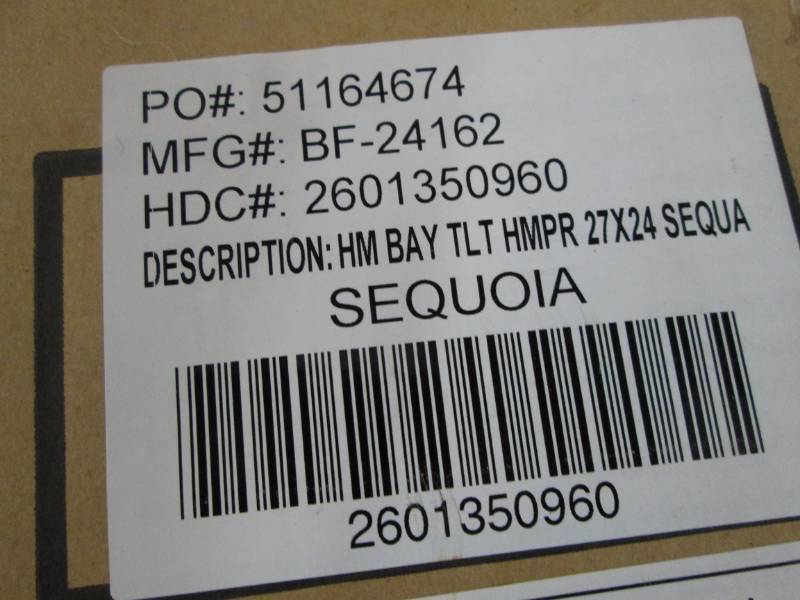 PO#: 51164674
MFG#: BF-24162
HDC#: 2601350960
DESCRIPTION: HM BAY TLT HMPR 27X24 SEQUA
SEQUOIA
2601350960